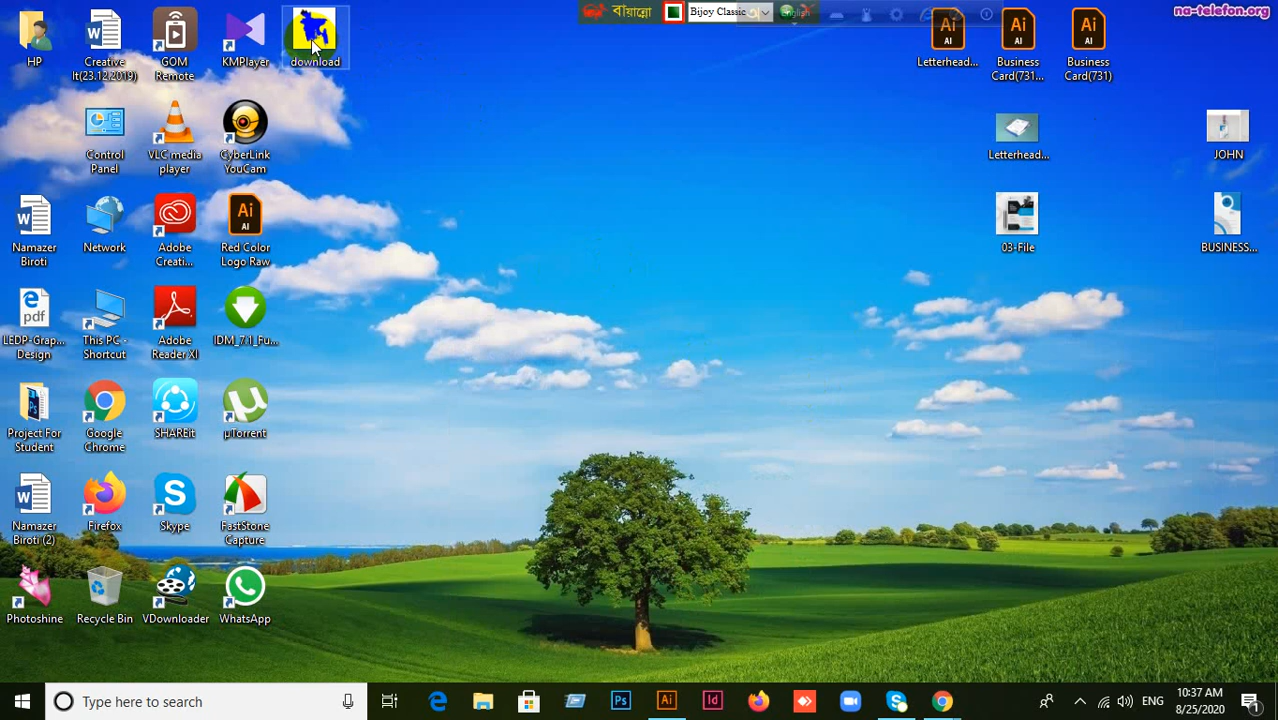 বায়ান্নো
Bijoy Classic
English
na-telefon.org
HP
Creative It(23.12.2019)
GOM Remote
KMPlayer
download
Letterhead...
Business Card(731...
Business Card(731)
Control Panel
VLC media player
CyberLink YouCam
Letterhead...
JOHN
Namazer Biroti
Network
Adobe Creati...
Red Color Logo Raw
03-File
BUSINESS...
LEDP-Grap... Design
This PC - Shortcut
Adobe Reader XI
IDM_7.1_Fu...
Project For Student
Google Chrome
SHAREit
µTorrent
Namazer Biroti (2)
Firefox
Skype
FastStone Capture
Photoshine
Recycle Bin
VDownloader
WhatsApp
Type here to search
ENG
10:37 AM
8/25/2020